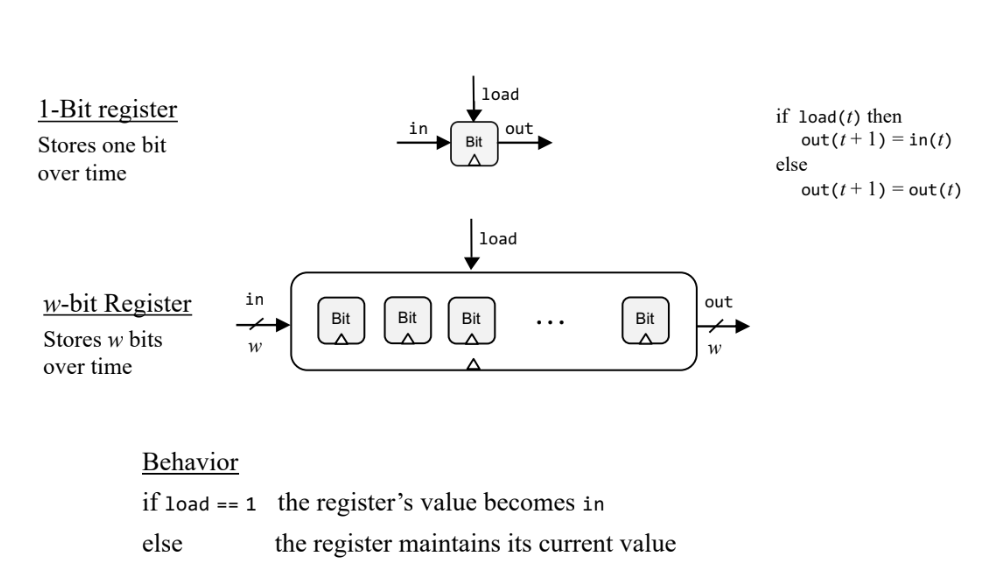 1-Bit register
Stores one bit
over time
load
in
Bit
out
if load(t) then
out(t + 1) = in(t)
else
out(t + 1) = out(t)
w-bit Register
Stores w bits
over time
load
in
w
Bit Bit Bit ... Bit
out
w
Behavior
if load == 1 the register's value becomes in
else the register maintains its current value